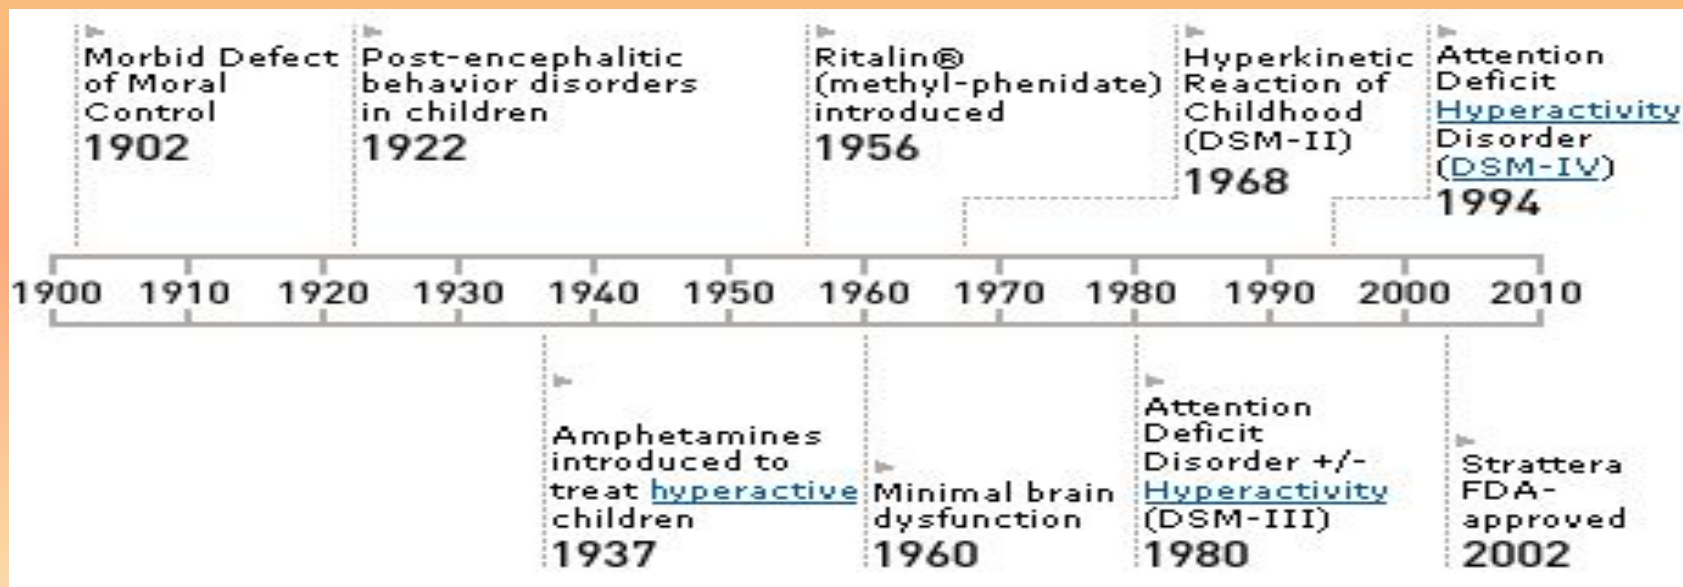 Morbid Defect
of Moral
Control
1902
Post-encephalitic
behavior disorders
in children
1922
Ritalin®
(methyl-phenidate)
introduced
1956
Hyperkinetic
Reaction of
Childhood
(DSM-II)
1968
Attention
Deficit
Hyperactivity
Disorder
(DSM-IV)
1994
1900 1910 1920 1930 1940 1950 1960 1970 1980 1990 2000 2010
Amphetamines
introduced to
treat hyperactive
children
1937
Minimal brain
dysfunction
1960
Attention
Deficit
Disorder +/-
Hyperactivity
(DSM-III)
1980
Strattera
FDA-
approved
2002